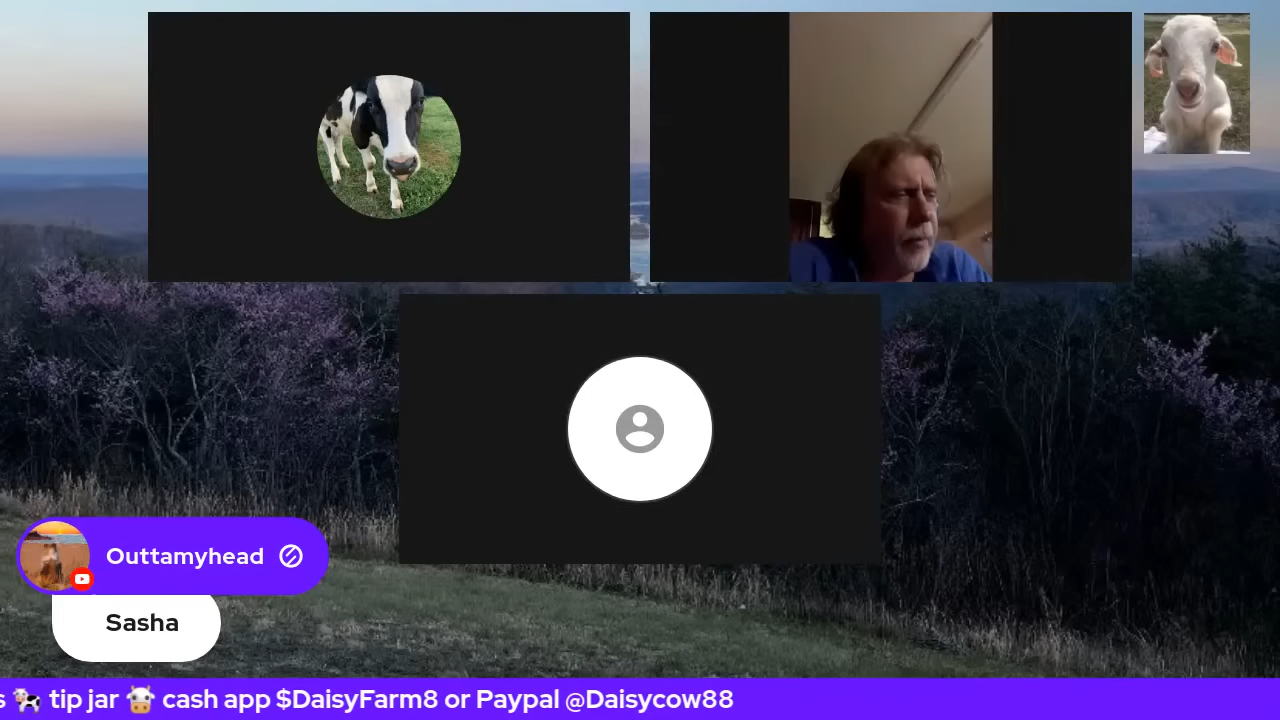 Outtamyhead
Sasha
s 🐄 tip jar 🐮 cash app $DaisyFarm8 or Paypal @Daisycow88